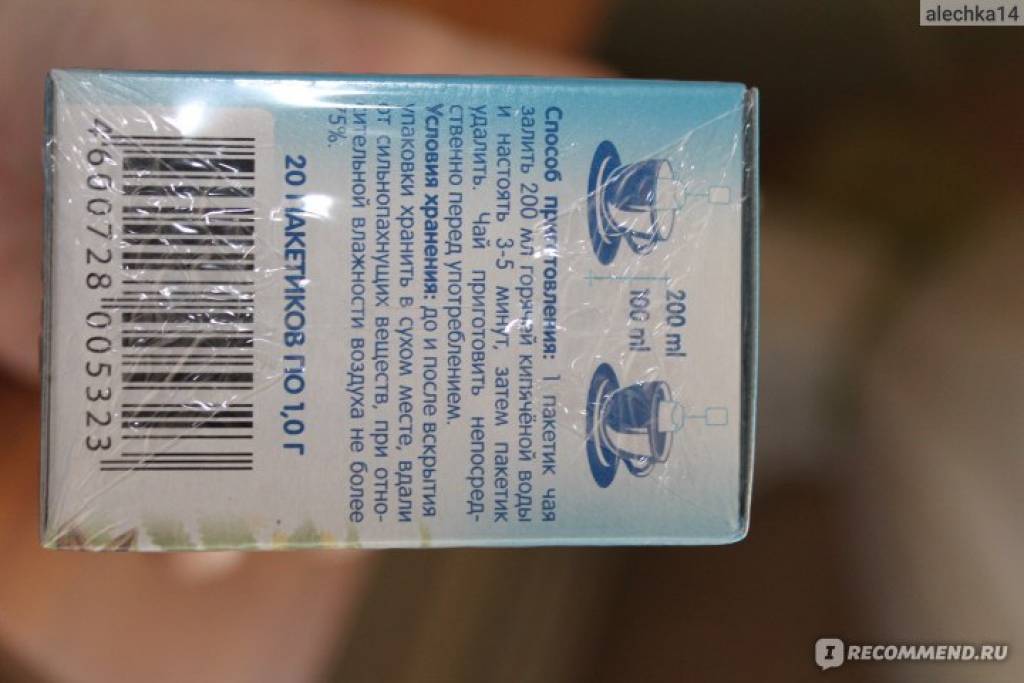 alechka14
200 ml
100 ml
Способ приготовления: 1 пакетик чая
залить 200 мл горячей кипячёной воды
и настоять 3-5 минут, затем пакетик
удалить. Чай приготовить непосред-
ственно перед употреблением.
Условия хранения: до и после вскрытия
упаковки хранить в сухом месте, вдали
от сильнопахнущих веществ, при отно-
сительной влажности воздуха не более
75%.
20 ПАКЕТИКОВ ПО 1,0 Г
4 600728 005323
IRECOMMEND.RU